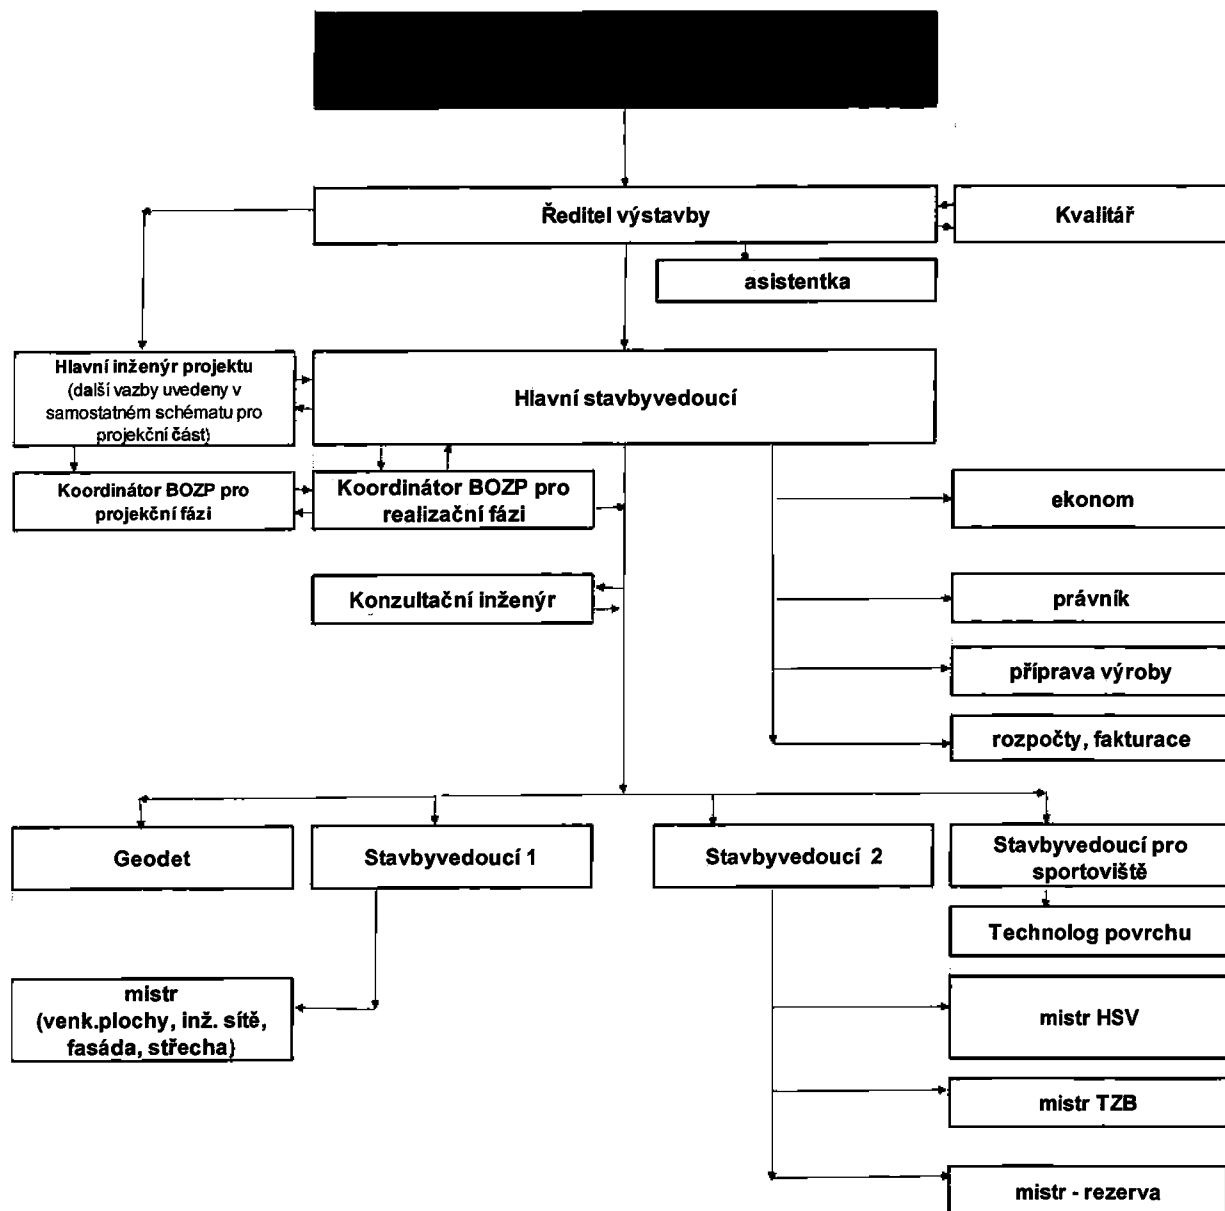 Ředitel výstavby
Kvalitář
asistentka
Hlavní inženýr projektu
(další vazby uvedeny v
samostatném schématu pro
projekční část)
Hlavní stavbyvedoucí
Koordinátor BOZP pro
projekční fázi
Koordinátor BOZP pro
realizační fázi
ekonom
Konzultační inženýr
právník
příprava výroby
rozpočty, fakturace
Geodet
Stavbyvedoucí 1
Stavbyvedoucí 2
Stavbyvedoucí pro
sportoviště
Technolog povrchu
mistr
(venk.plochy, inž. sítě,
fasáda, střecha)
mistr HSV
mistr TZB
mistr - rezerva